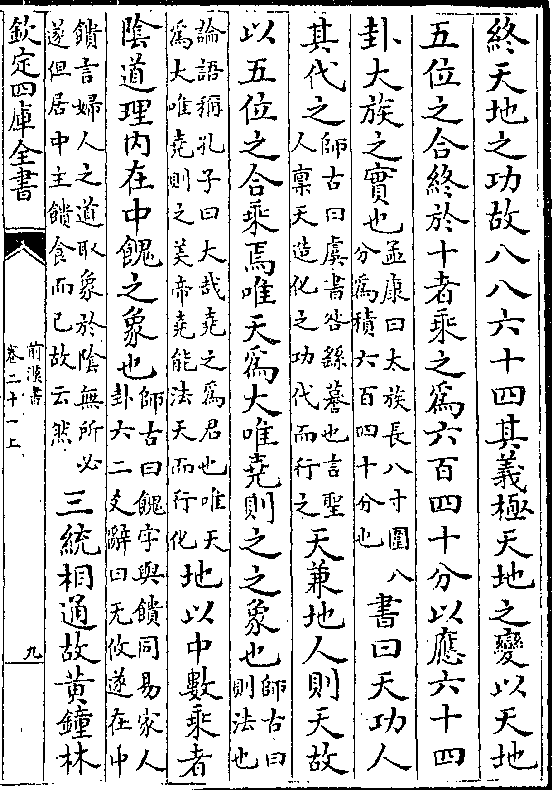 終天地之功故八八六十四其義極天地之變以天地
五位之合終於十者乘之爲六百四十分以應六十四
卦大族之實也孟康曰大族長八寸圍八分爲積六百四十分也書曰天功人
其代之師古曰虞書咎繇謩也言聖人稟天造化之功代而行之天兼地人則天故
以五位之合乘焉唯天爲大唯堯則之之象也師古曰則法也
論語稱孔子曰大哉堯之爲君也唯天爲大唯堯則之美帝堯能法天而行化地以中數乘者
陰道理内在中餽之象也師古曰餽字與饋同易家人卦六二爻辭曰无攸遂在中
饋言婦人之道取象於陰無所必遂但居中主饋食而已故云然三統相通故黃鐘林
欽定四庫全書
前漢書
卷二十一上
九